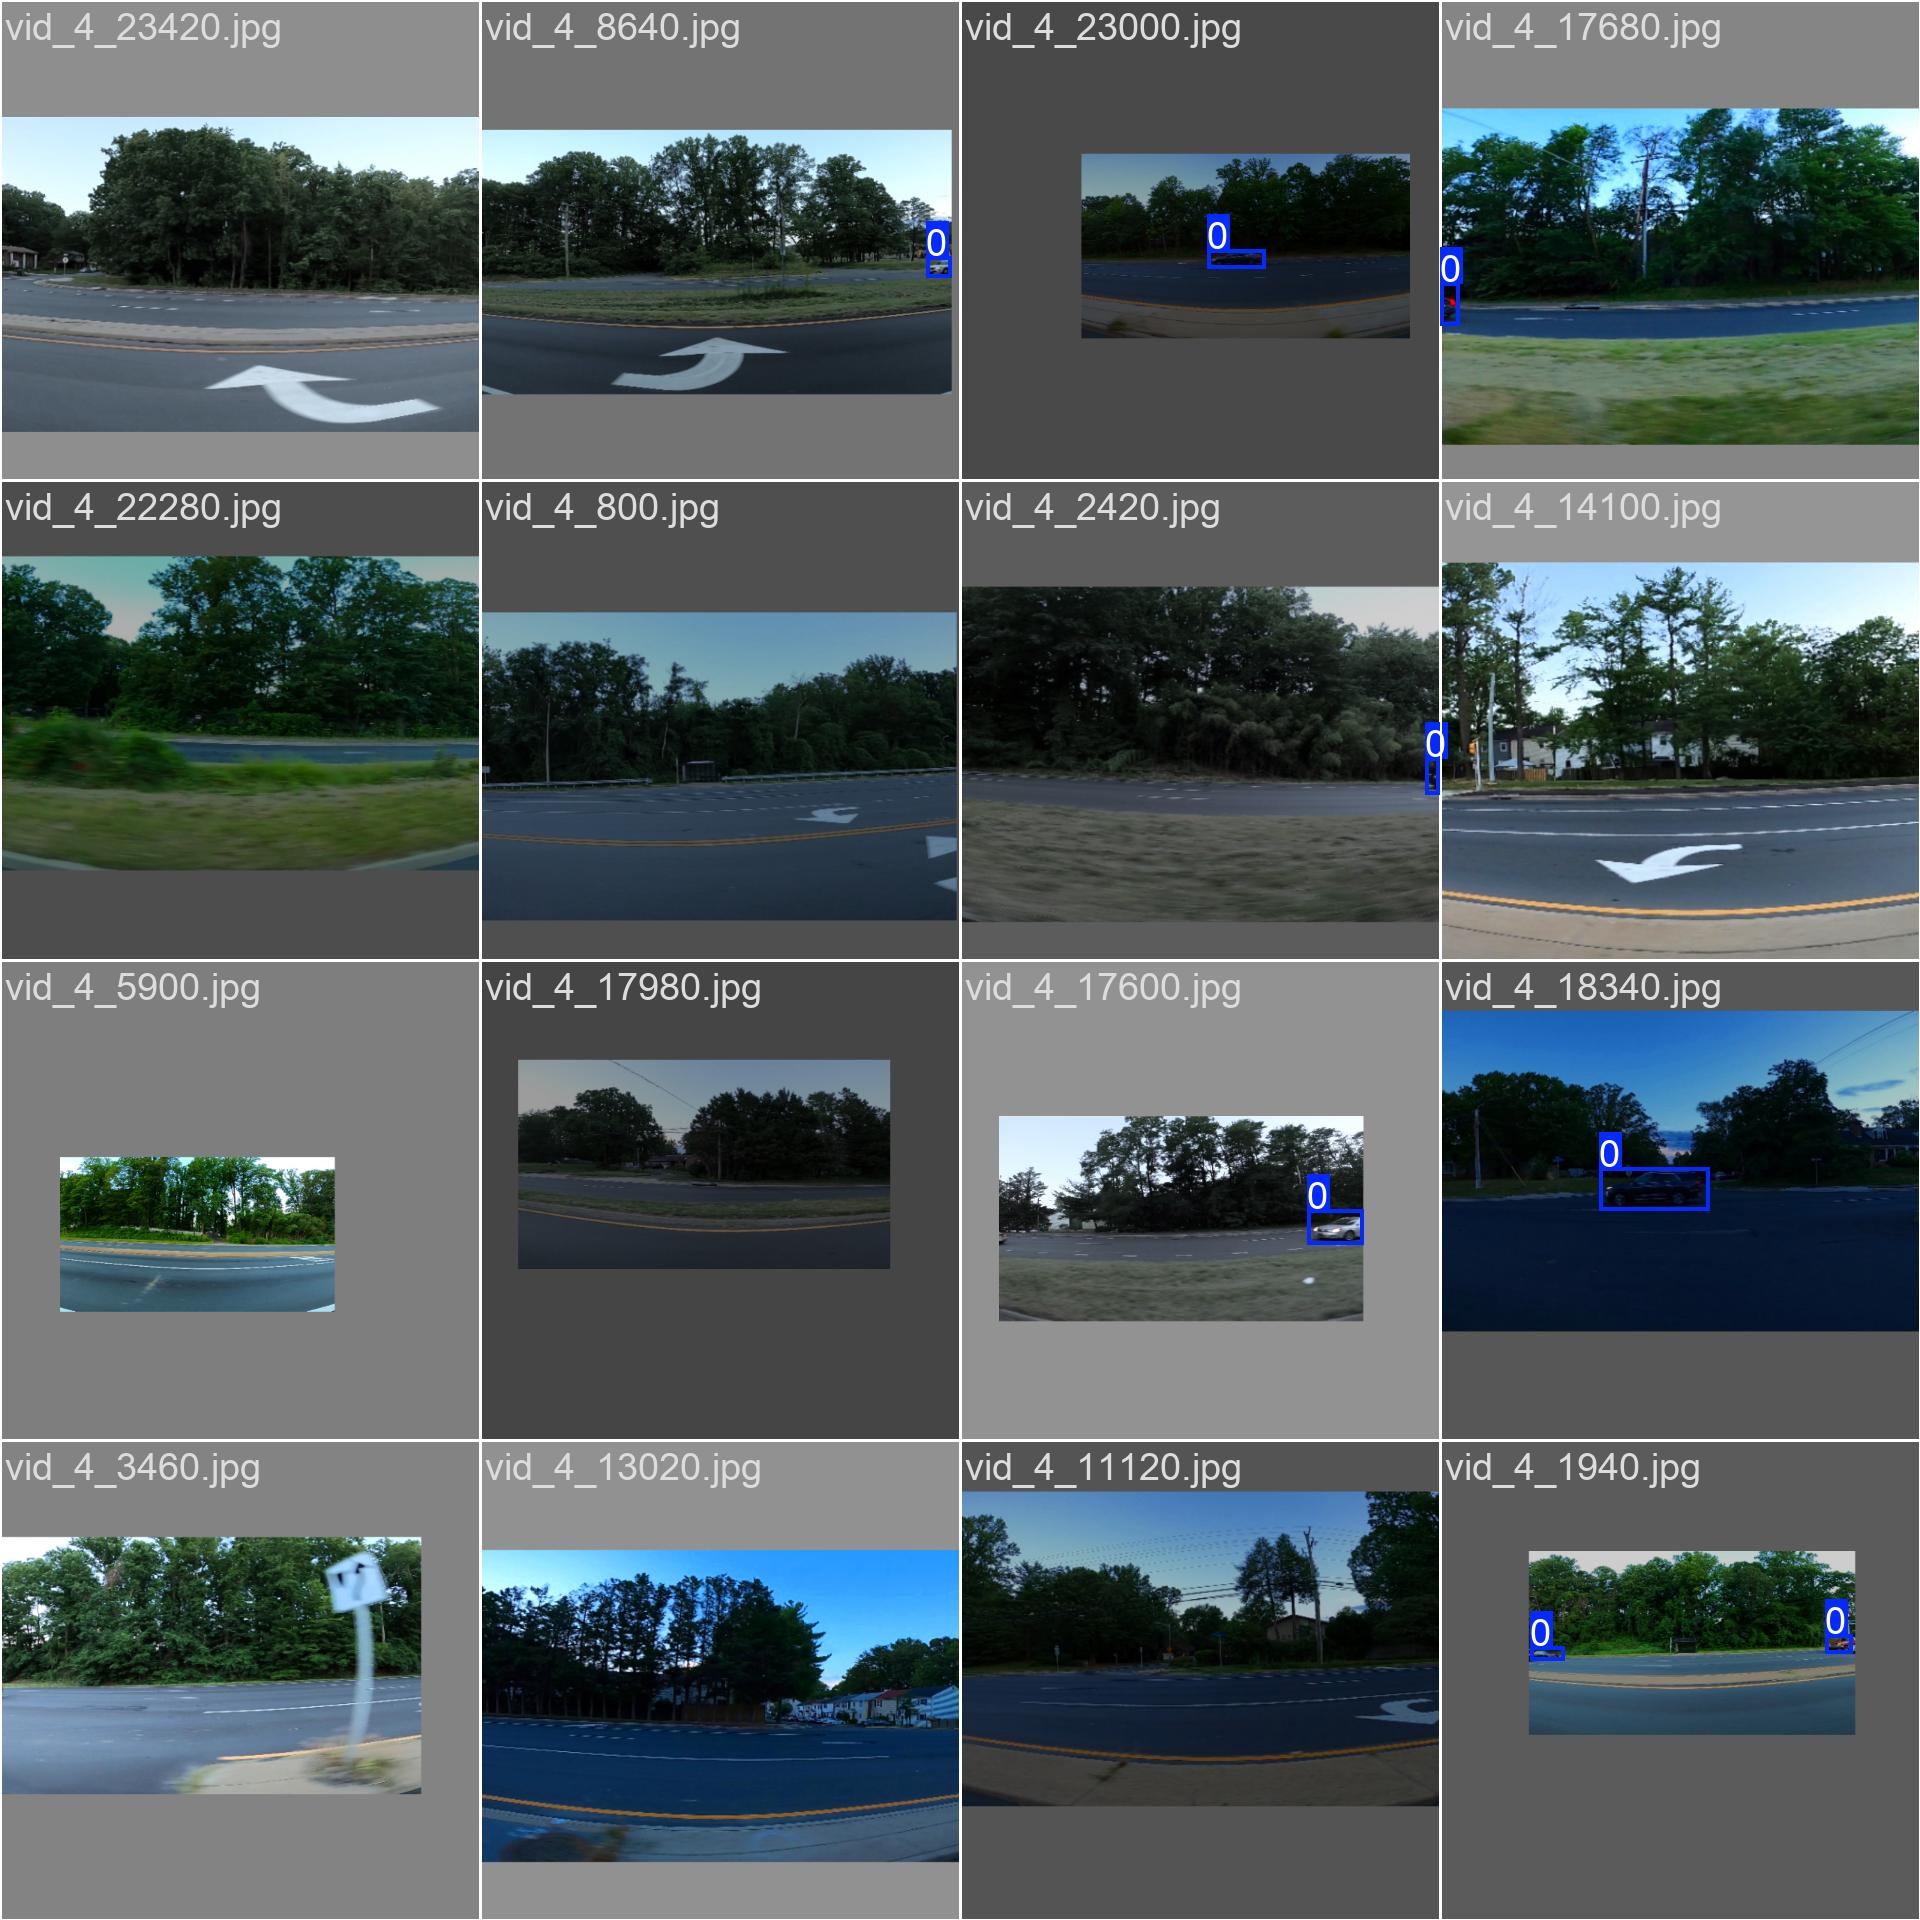 vid_4_23420.jpg
vid_4_8640.jpg
0
vid_4_23000.jpg
0
vid_4_17680.jpg
0
vid_4_22280.jpg
vid_4_800.jpg
vid_4_2420.jpg
0
vid_4_14100.jpg
vid_4_5900.jpg
vid_4_17980.jpg
vid_4_17600.jpg
0
vid_4_18340.jpg
0
vid_4_3460.jpg
vid_4_13020.jpg
vid_4_11120.jpg
vid_4_1940.jpg
0
0